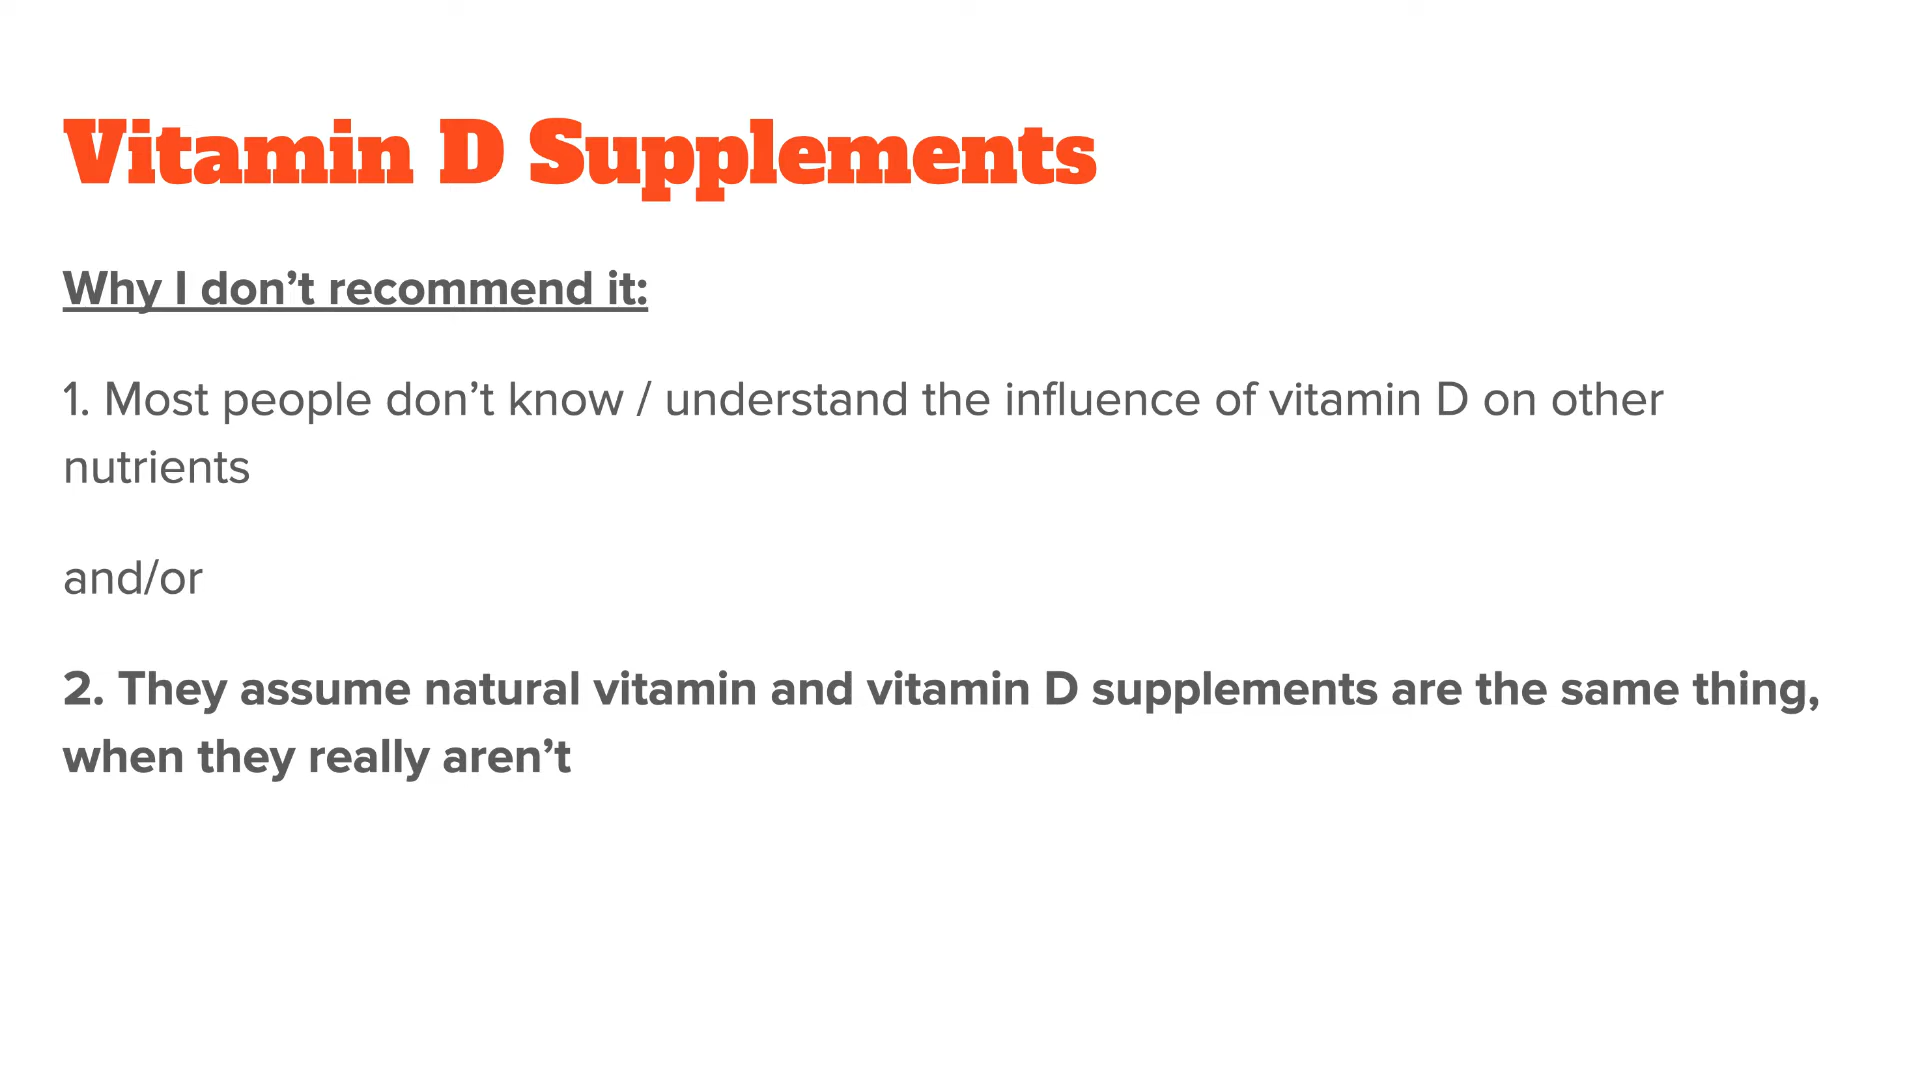 Vitamin D Supplements
Why I don’t recommend it:
1. Most people don’t know / understand the influence of vitamin D on other
nutrients
and/or
2. They assume natural vitamin and vitamin D supplements are the same thing,
when they really aren’t